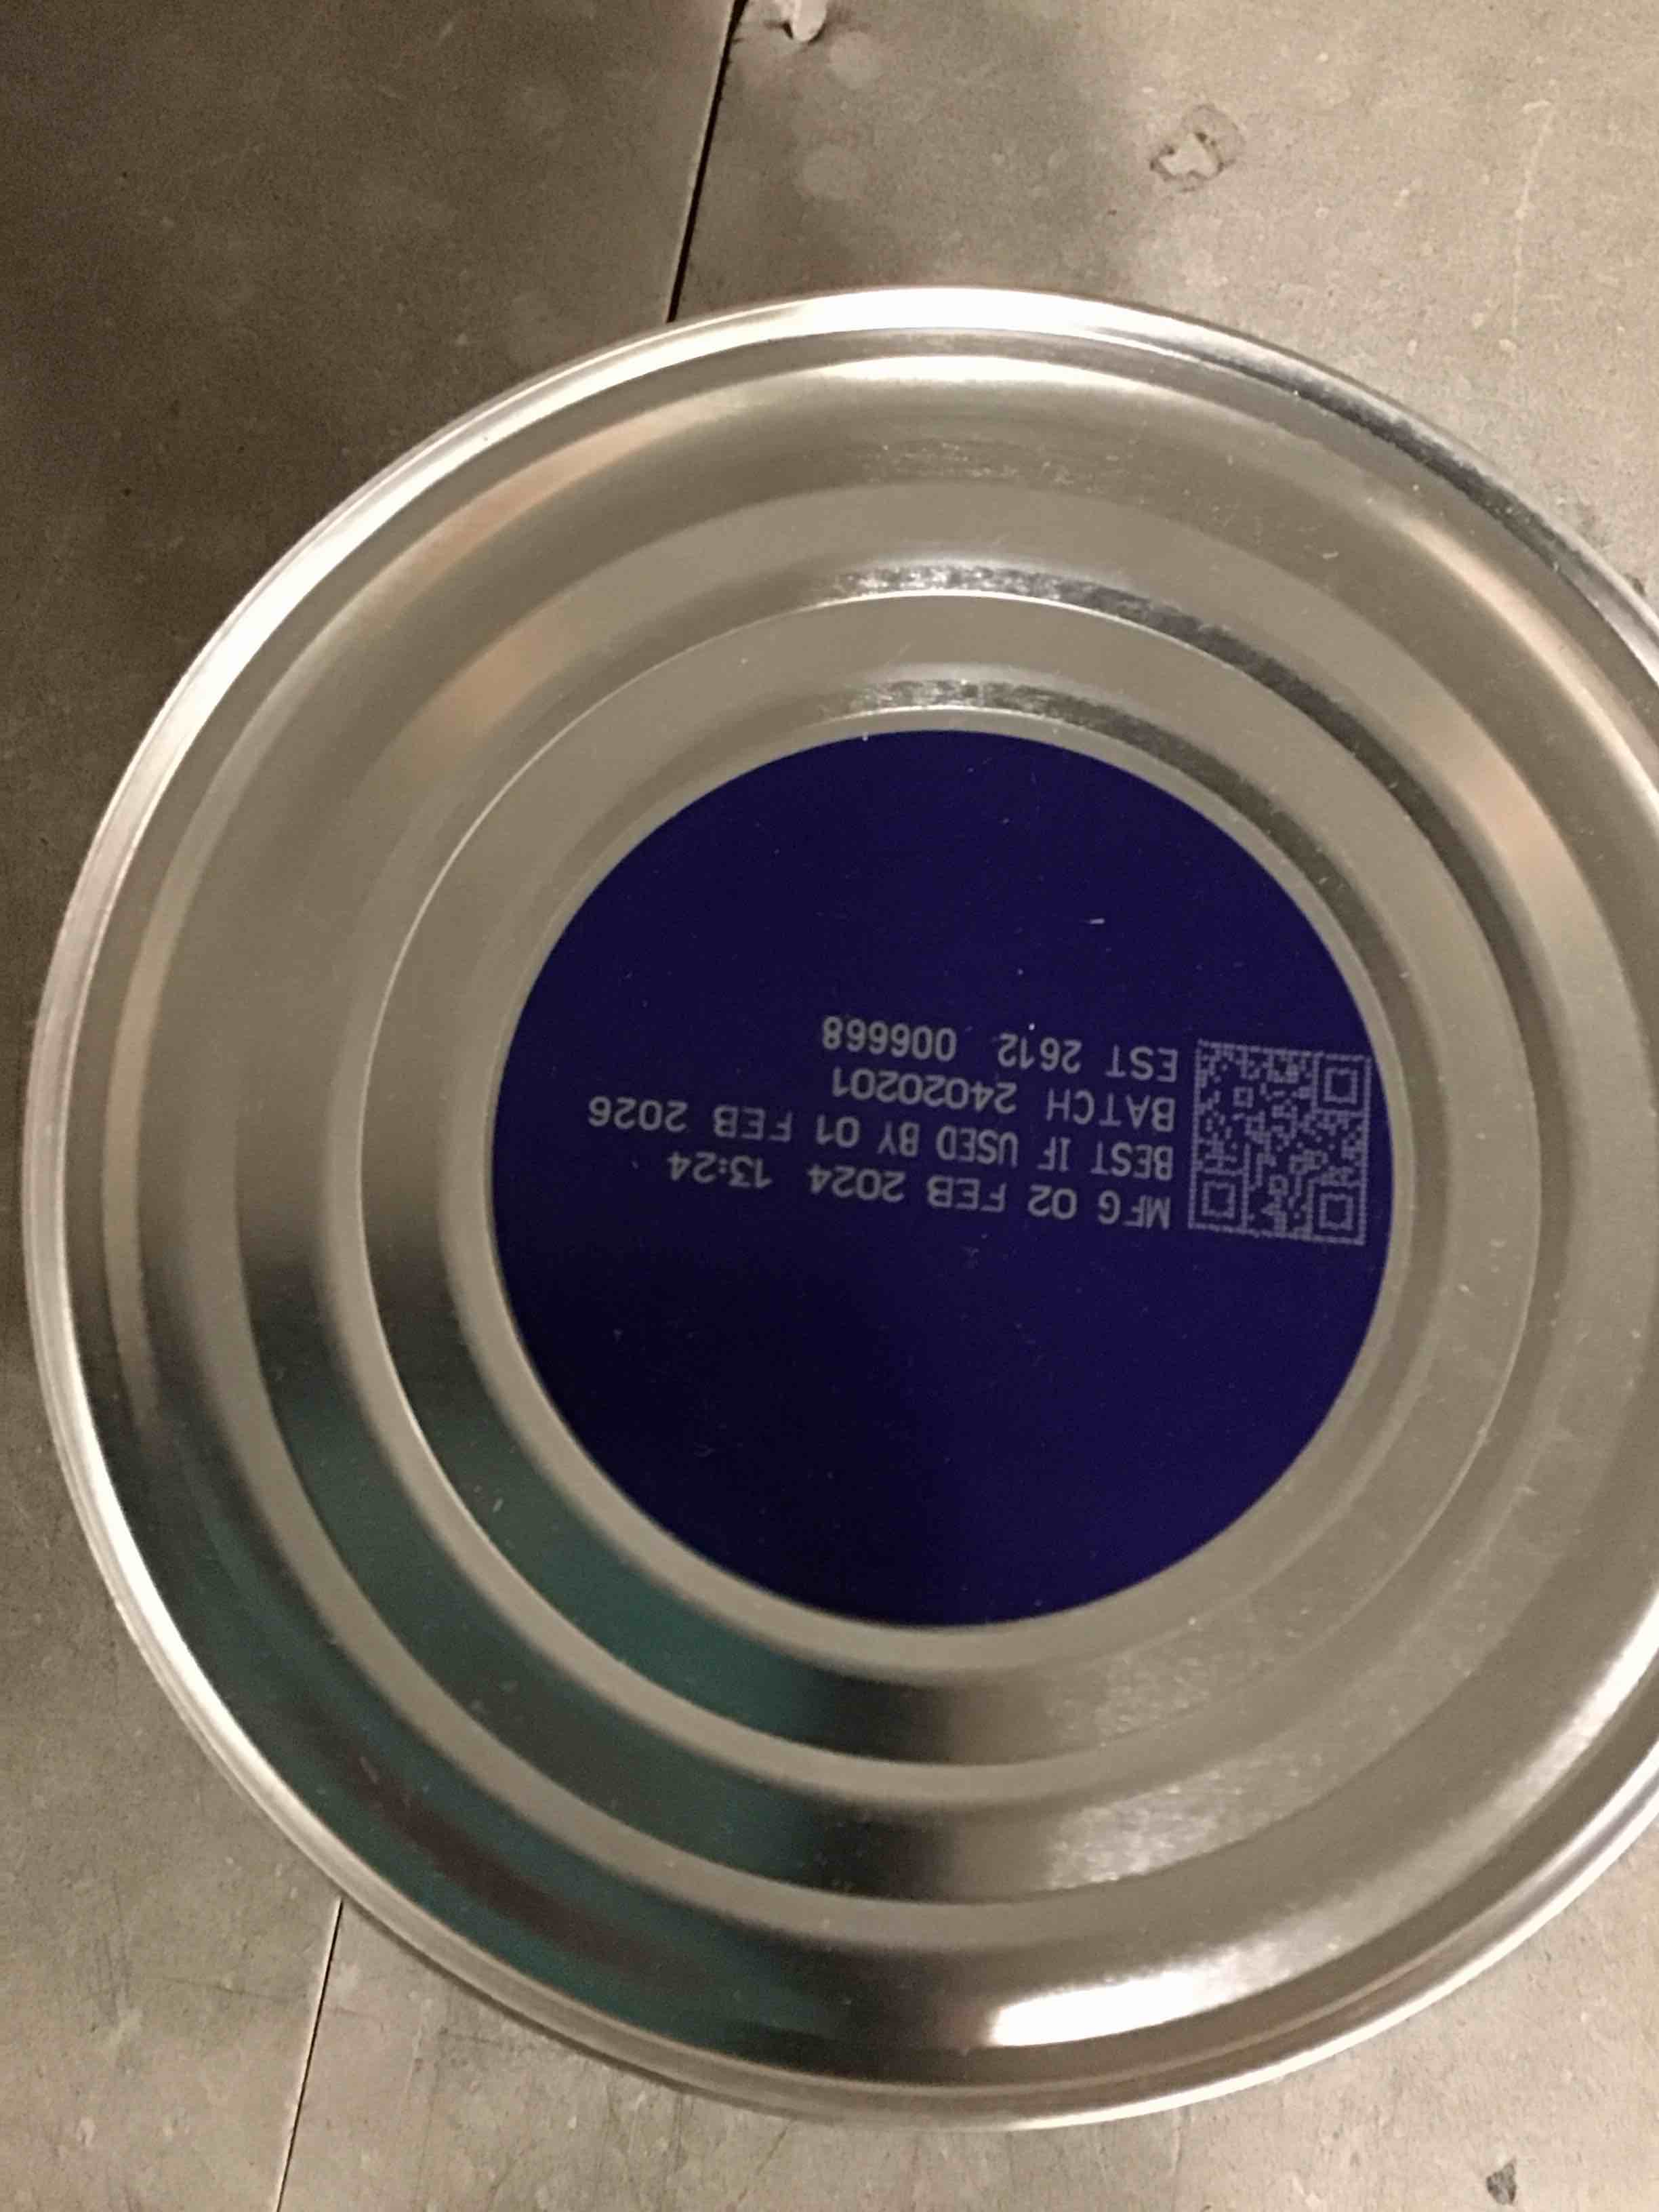 MFG 02 FEB 2024 13:24
BEST IF USED BY 01 FEB 2026
BATCH 24020201
EST 2612 006668